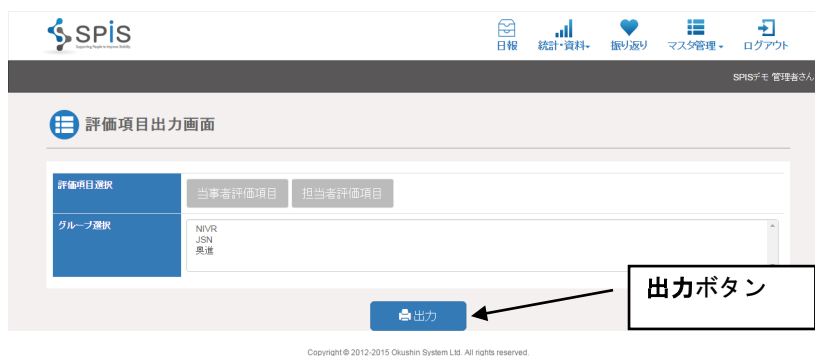 SPiS
Supporting People to Improve Stability
日報 統計・資料 振り返り マスタ管理 ログアウト
SPISデモ 管理者さん
評価項目出力画面
評価項目選択 当事者評価項目 担当者評価項目
グループ選択 NIVR
JSN
奥進
出力ボタン
出力
Copyright © 2012-2015 Okushin System Ltd. All rights reserved.